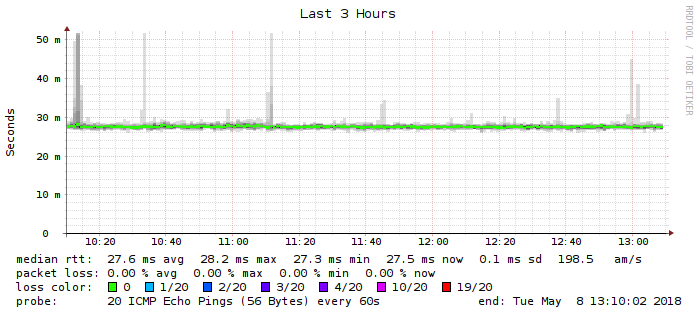 Last 3 Hours
RRDTOOL / TOBI OETIKER
Seconds
50 m
40 m
30 m
20 m
10 m
0
10:20 10:40 11:00 11:20 11:40 12:00 12:20 12:40 13:00
median rtt: 27.6 ms avg 28.2 ms max 27.3 ms min 27.5 ms now 0.1 ms sd 198.5 am/s
packet loss: 0.00 % avg 0.00 % max 0.00 % min 0.00 % now
loss color: 0 1/20 2/20 3/20 4/20 10/20 19/20
probe: 20 ICMP Echo Pings (56 Bytes) every 60s end: Tue May 8 13:10:02 2018